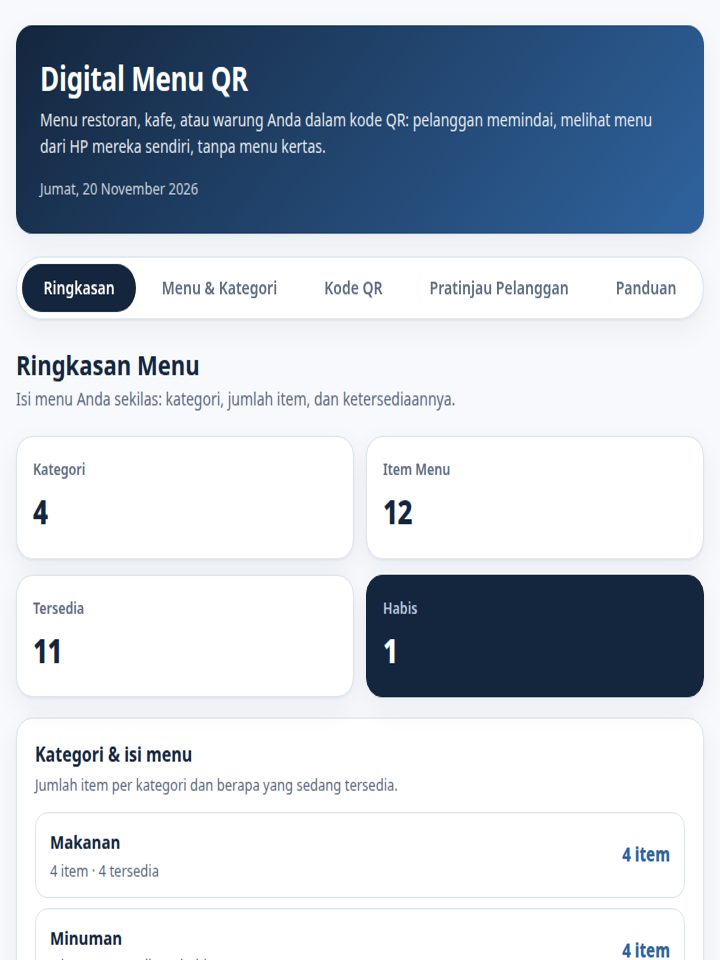 Digital Menu QR
Menu restoran, kafe, atau warung Anda dalam kode QR: pelanggan memindai, melihat menu
dari HP mereka sendiri, tanpa menu kertas.
Jumat, 20 November 2026
Ringkasan
Menu & Kategori
Kode QR
Pratinjau Pelanggan
Panduan
Ringkasan Menu
Isi menu Anda sekilas: kategori, jumlah item, dan ketersediaannya.
Kategori
4
Item Menu
12
Tersedia
11
Habis
1
Kategori & isi menu
Jumlah item per kategori dan berapa yang sedang tersedia.
Makanan
4 item · 4 tersedia
4 item
Minuman
4 item